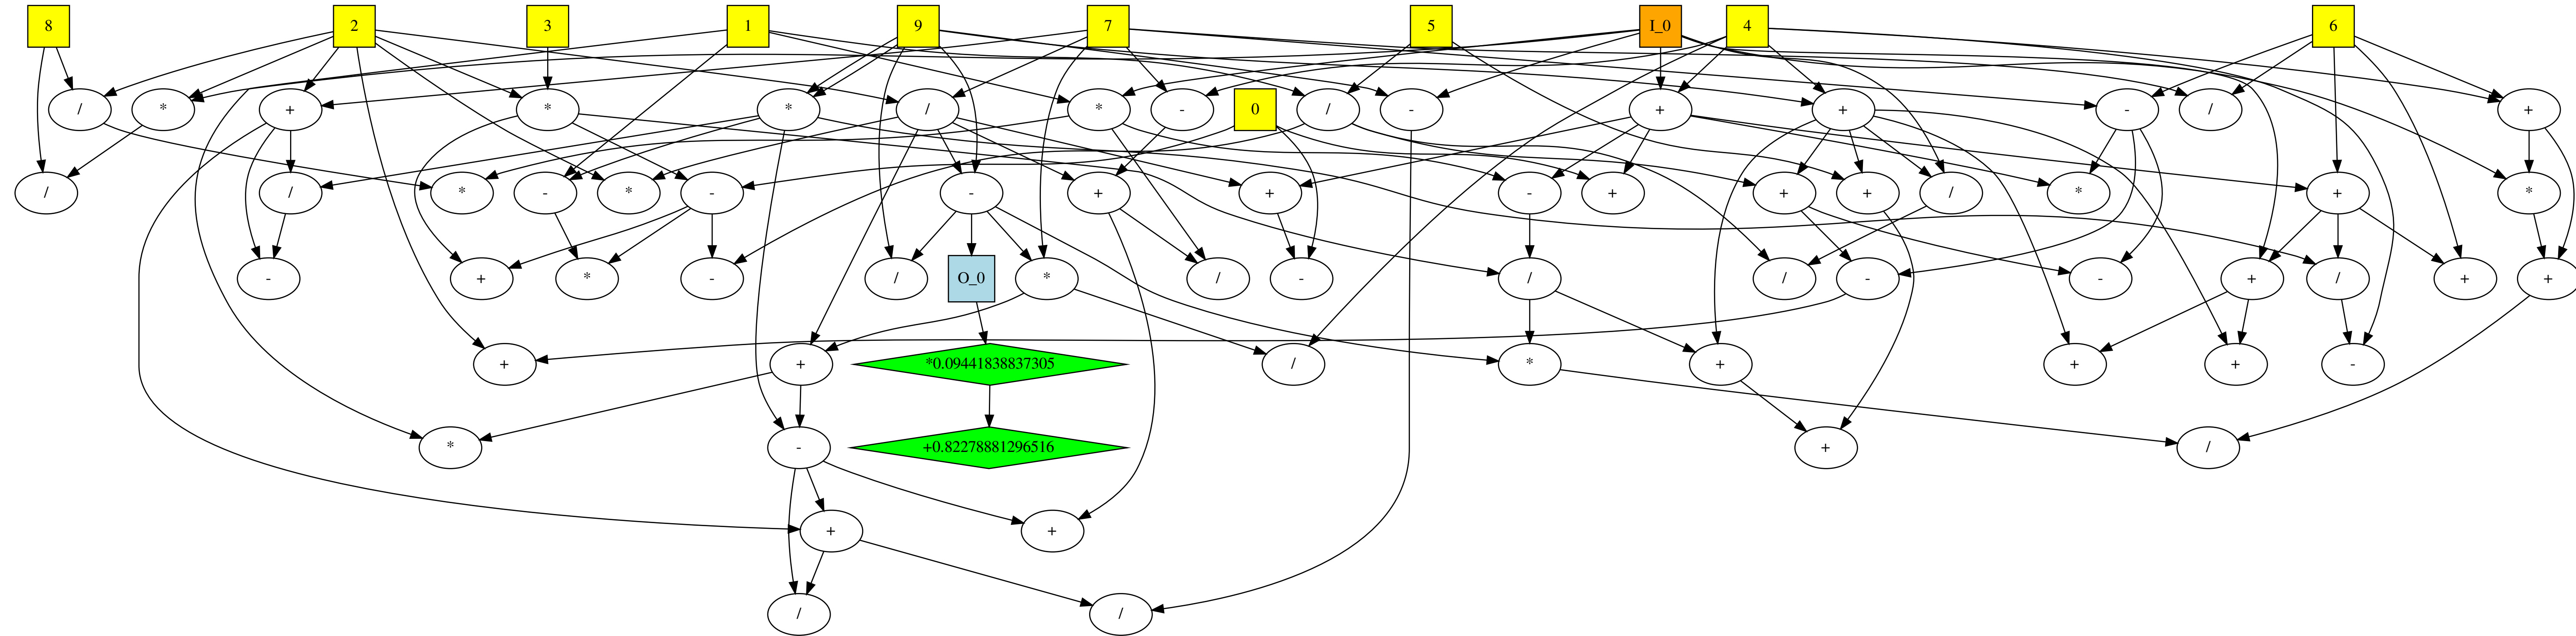 8 2 3 1 9 7 5 I_0 4 6
/ * + * * / * - 0 / - + + - / +
/ * / * - * - - + + - + + + / * + *
- + * - / O_0 * / - / / - - + / + +
+ + *0.09441838837305 / * + + + -
* - +0.82278881296516 + /
+ +
/ /